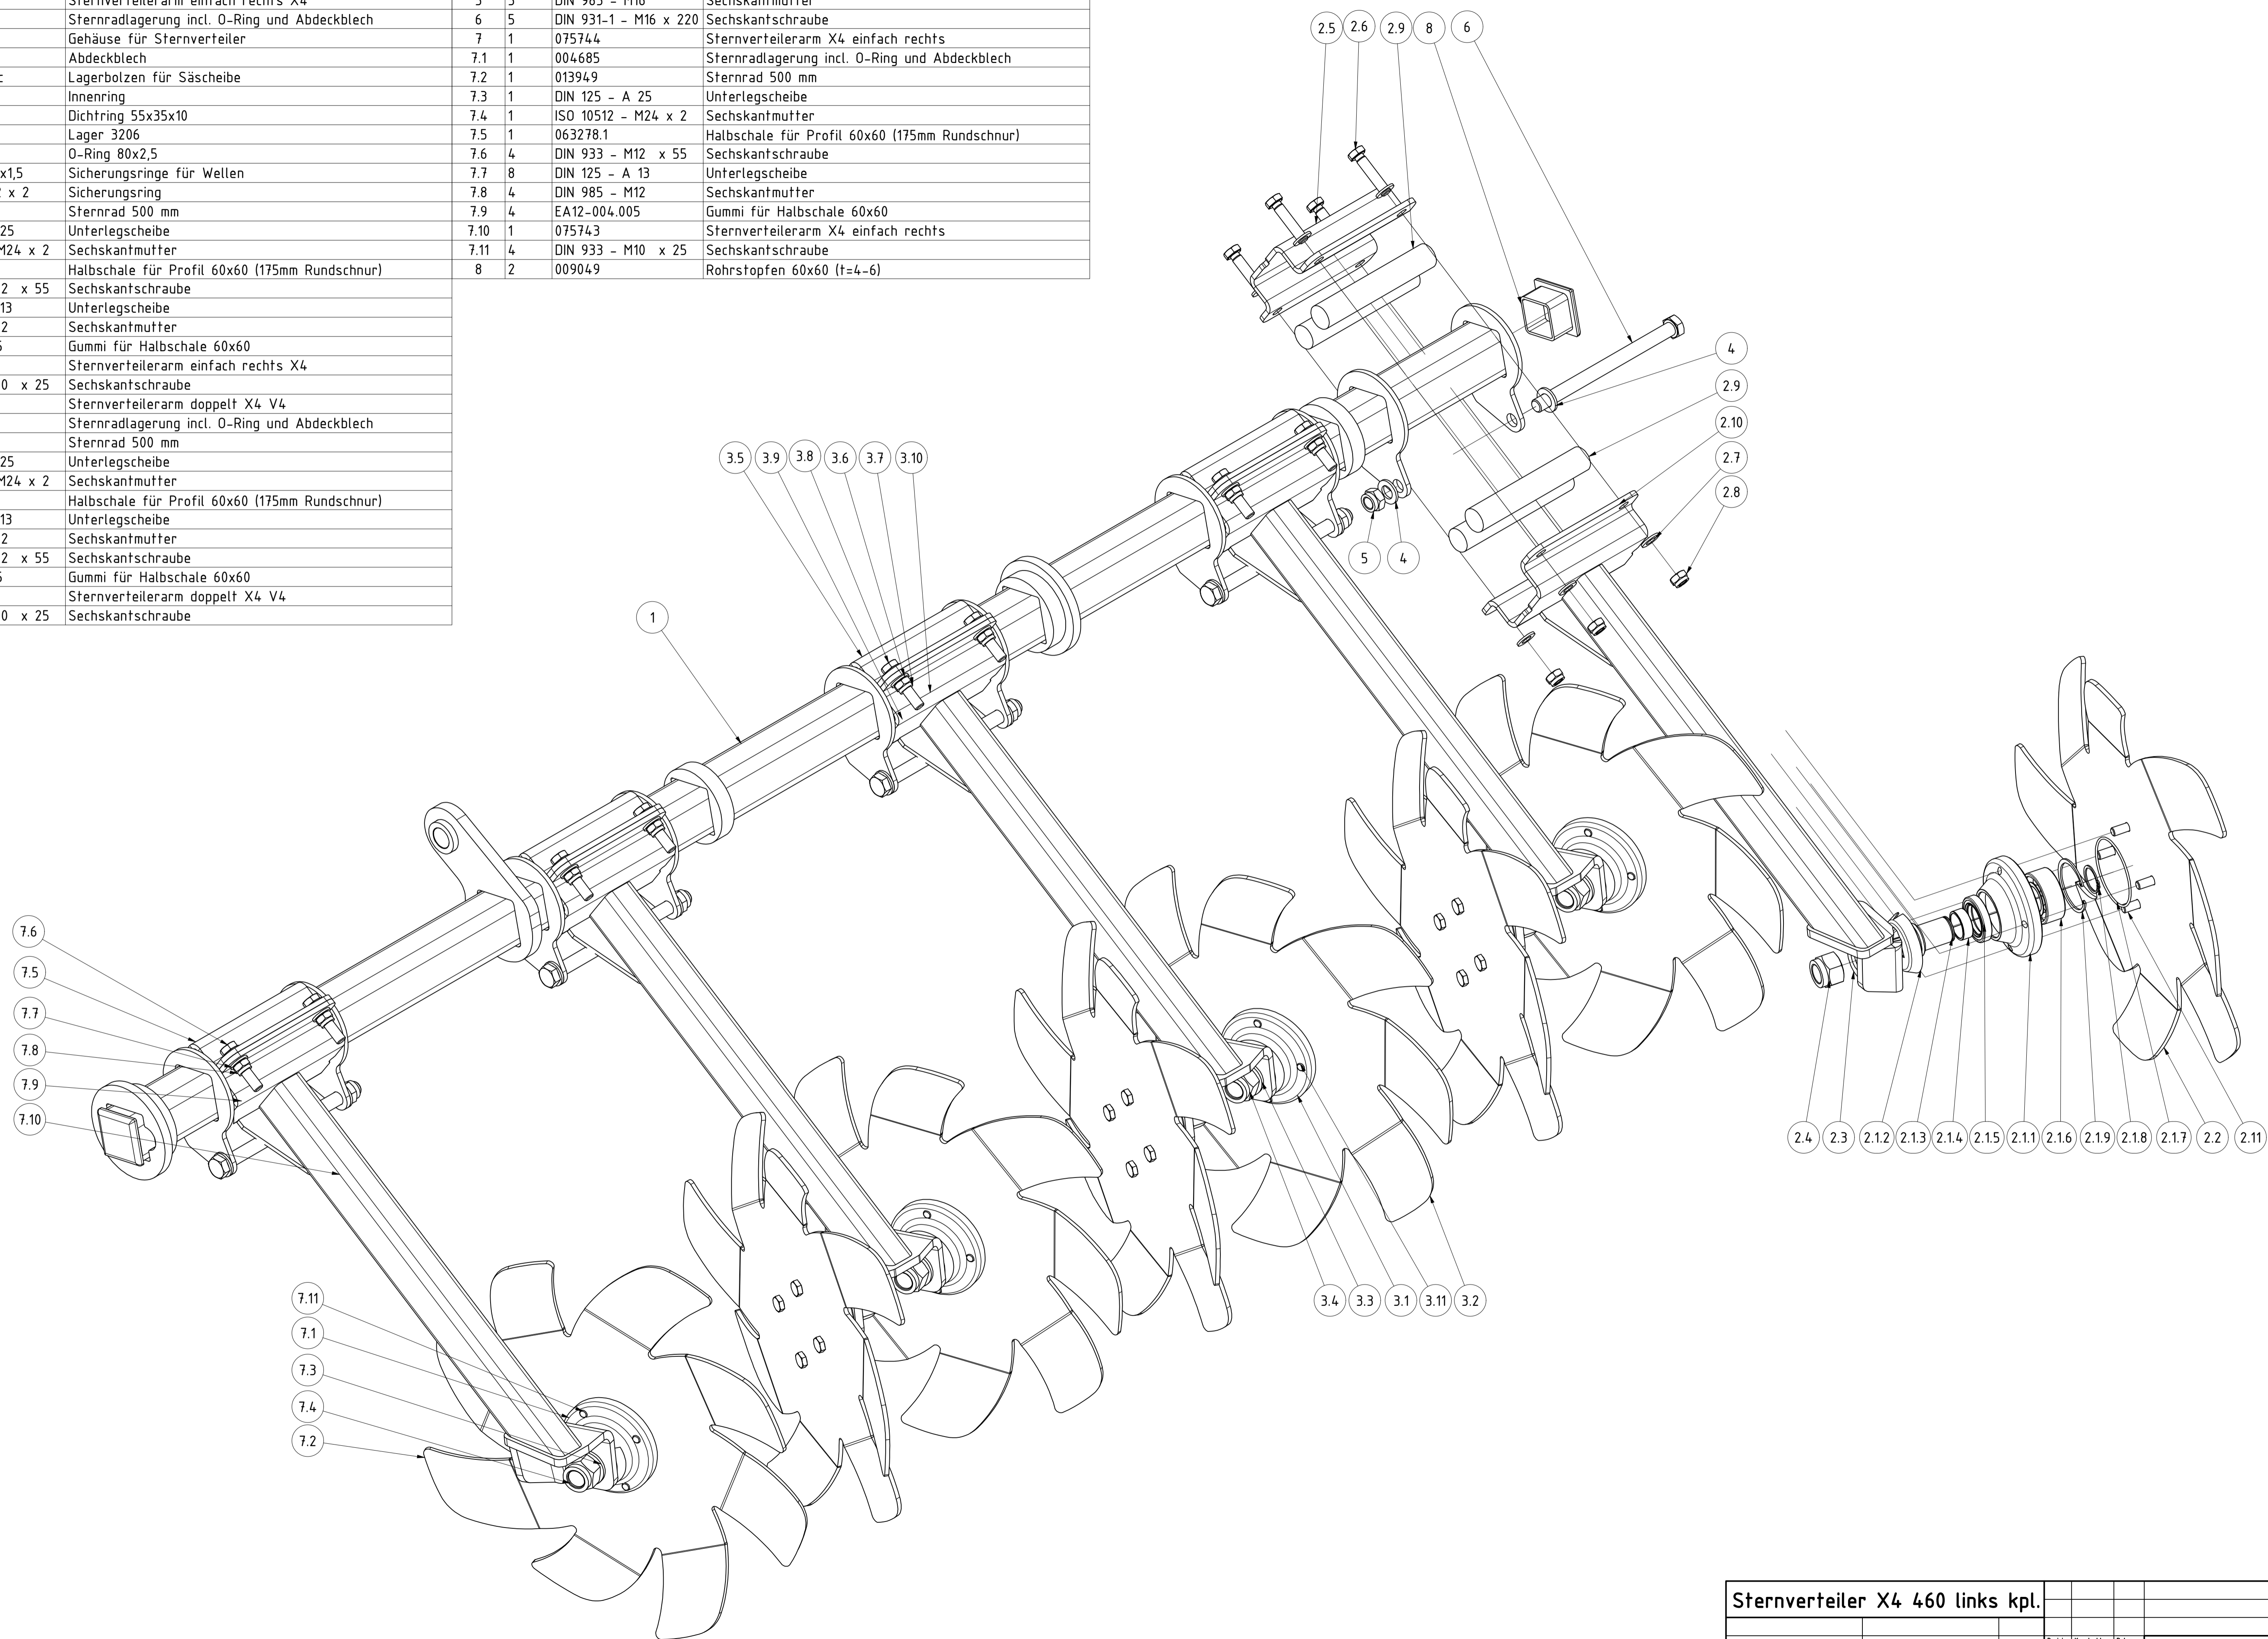 Sternverteilerarm einfach rechts X4
Sternradlagerung incl. O-Ring und Abdeckblech
Gehäuse für Sternverteiler
Abdeckblech
Lagerbolzen für Säscheibe
Innenring
Dichtring 55x35x10
Lager 3206
O-Ring 80x2,5
x1,5 Sicherungsringe für Wellen
x 2 Sicherungsring
Sternrad 500 mm
25 Unterlegscheibe
M24 x 2 Sechskantmutter
Halbschale für Profil 60x60 (175mm Rundschnur)
2 x 55 Sechskantschraube
13 Unterlegscheibe
2 Sechskantmutter
Gummi für Halbschale 60x60
Sternverteilerarm einfach rechts X4
0 x 25 Sechskantschraube
Sternverteilerarm doppelt X4 V4
Sternradlagerung incl. O-Ring und Abdeckblech
Sternrad 500 mm
25 Unterlegscheibe
M24 x 2 Sechskantmutter
Halbschale für Profil 60x60 (175mm Rundschnur)
13 Unterlegscheibe
2 Sechskantmutter
2 x 55 Sechskantschraube
Gummi für Halbschale 60x60
Sternverteilerarm doppelt X4 V4
0 x 25 Sechskantschraube
5 5 DIN 985 - M16 Sechskantmutter
6 5 DIN 931-1 - M16 x 220 Sechskantschraube
7 1 075744 Sternverteilerarm X4 einfach rechts
7.1 1 004685 Sternradlagerung incl. O-Ring und Abdeckblech
7.2 1 013949 Sternrad 500 mm
7.3 1 DIN 125 - A 25 Unterlegscheibe
7.4 1 ISO 10512 - M24 x 2 Sechskantmutter
7.5 1 063278.1 Halbschale für Profil 60x60 (175mm Rundschnur)
7.6 4 DIN 933 - M12 x 55 Sechskantschraube
7.7 8 DIN 125 - A 13 Unterlegscheibe
7.8 4 DIN 985 - M12 Sechskantmutter
7.9 4 EA12-004.005 Gummi für Halbschale 60x60
7.10 1 075743 Sternverteilerarm X4 einfach rechts
7.11 4 DIN 933 - M10 x 25 Sechskantschraube
8 2 009049 Rohrstopfen 60x60 (t=4-6)
2.5 2.6 2.9 8 6
4
2.9
2.10
2.7
2.8
3.5 3.9 3.8 3.6 3.7 3.10
5 4
1
7.6
7.5
7.7
7.8
7.9
7.10
2.4 2.3 2.1.2 2.1.3 2.1.4 2.1.5 2.1.1 2.1.6 2.1.9 2.1.8 2.1.7 2.2 2.11
3.4 3.3 3.1 3.11 3.2
7.11
7.1
7.3
7.4
7.2
Sternverteiler X4 460 links kpl.